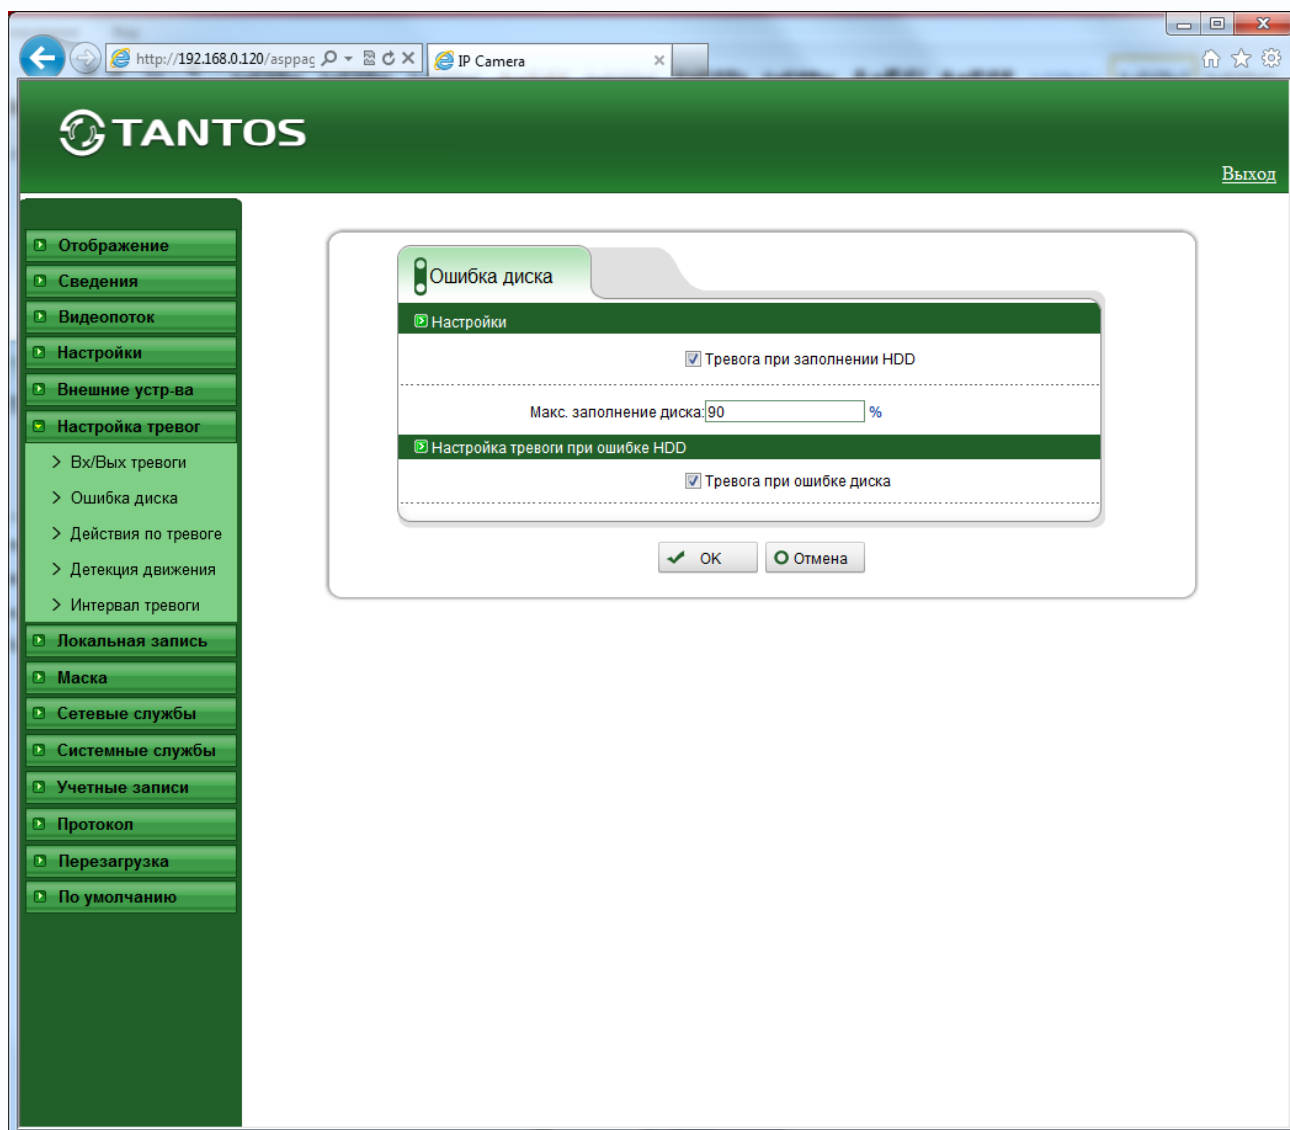 http://192.168.0.120/asppag
IP Camera
TANTOS
Выход
Отображение
Сведения
Видеопоток
Настройки
Внешние устр-ва
Настройка тревог
Вх/Вых тревоги
Ошибка диска
Действия по тревоге
Детекция движения
Интервал тревоги
Локальная запись
Маска
Сетевые службы
Системные службы
Учетные записи
Протокол
Перезагрузка
По умолчанию
Ошибка диска
Настройки
Тревога при заполнении HDD
Макс. заполнение диска: 90 %
Настройка тревоги при ошибке HDD
Тревога при ошибке диска
OK
Отмена